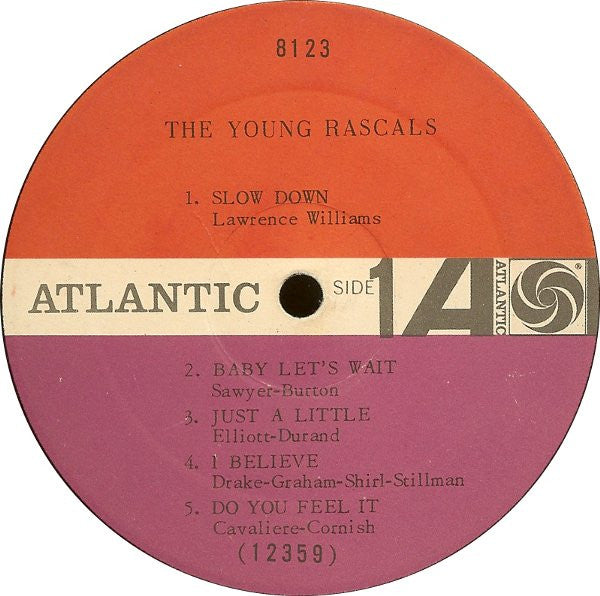 8123
THE YOUNG RASCALS
1. SLOW DOWN
Lawrence Williams
ATLANTIC
SIDE 1
A
ATLANTIC
®
2. BABY LET'S WAIT
Sawyer-Burton
3. JUST A LITTLE
Elliott-Durand
4. I BELIEVE
Drake-Graham-Shirl-Stillman
5. DO YOU FEEL IT
Cavaliere-Cornish
(12359)